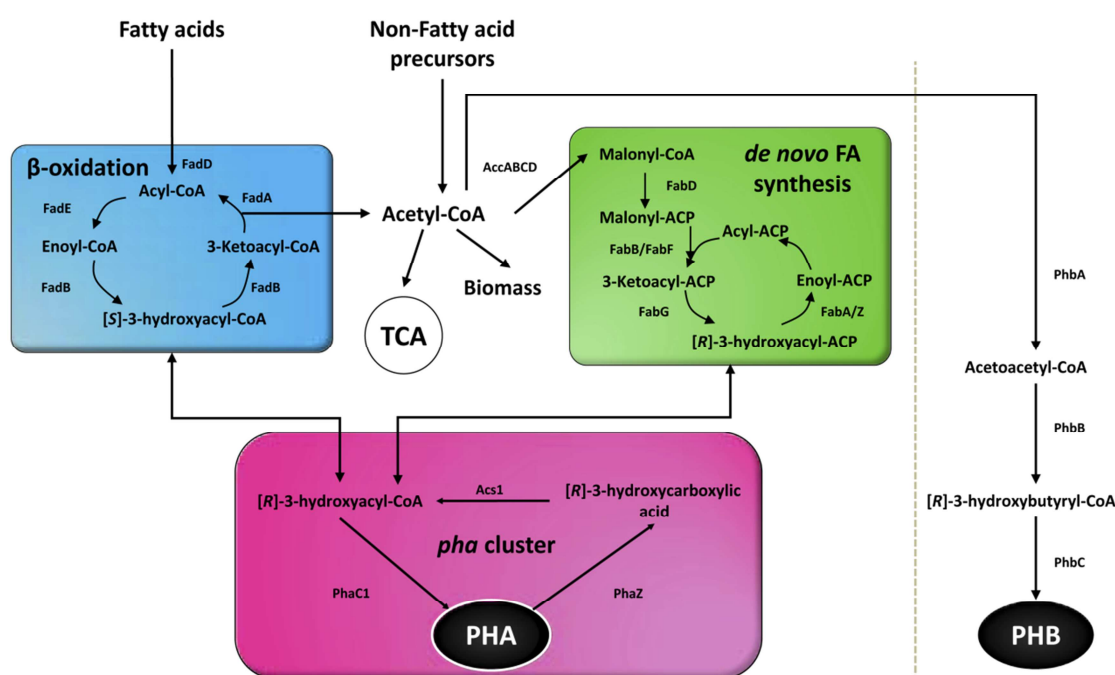 Fatty acids
Non-Fatty acid
precursors
β-oxidation
FadD
Acyl-CoA
FadE
FadA
Enoyl-CoA
3-Ketoacyl-CoA
FadB
FadB
[S]-3-hydroxyacyl-CoA
Acetyl-CoA
AccABCD
Biomass
TCA
de novo FA
synthesis
Malonyl-CoA
FabD
Malonyl-ACP
Acyl-ACP
FabB/FabF
3-Ketoacyl-ACP
Enoyl-ACP
FabG
FabA/Z
[R]-3-hydroxyacyl-ACP
PhbA
Acetoacetyl-CoA
PhbB
[R]-3-hydroxybutyryl-CoA
PhbC
PHB
[R]-3-hydroxyacyl-CoA
Acs1
[R]-3-hydroxycarboxylic
acid
pha cluster
PhaC1
PhaZ
PHA